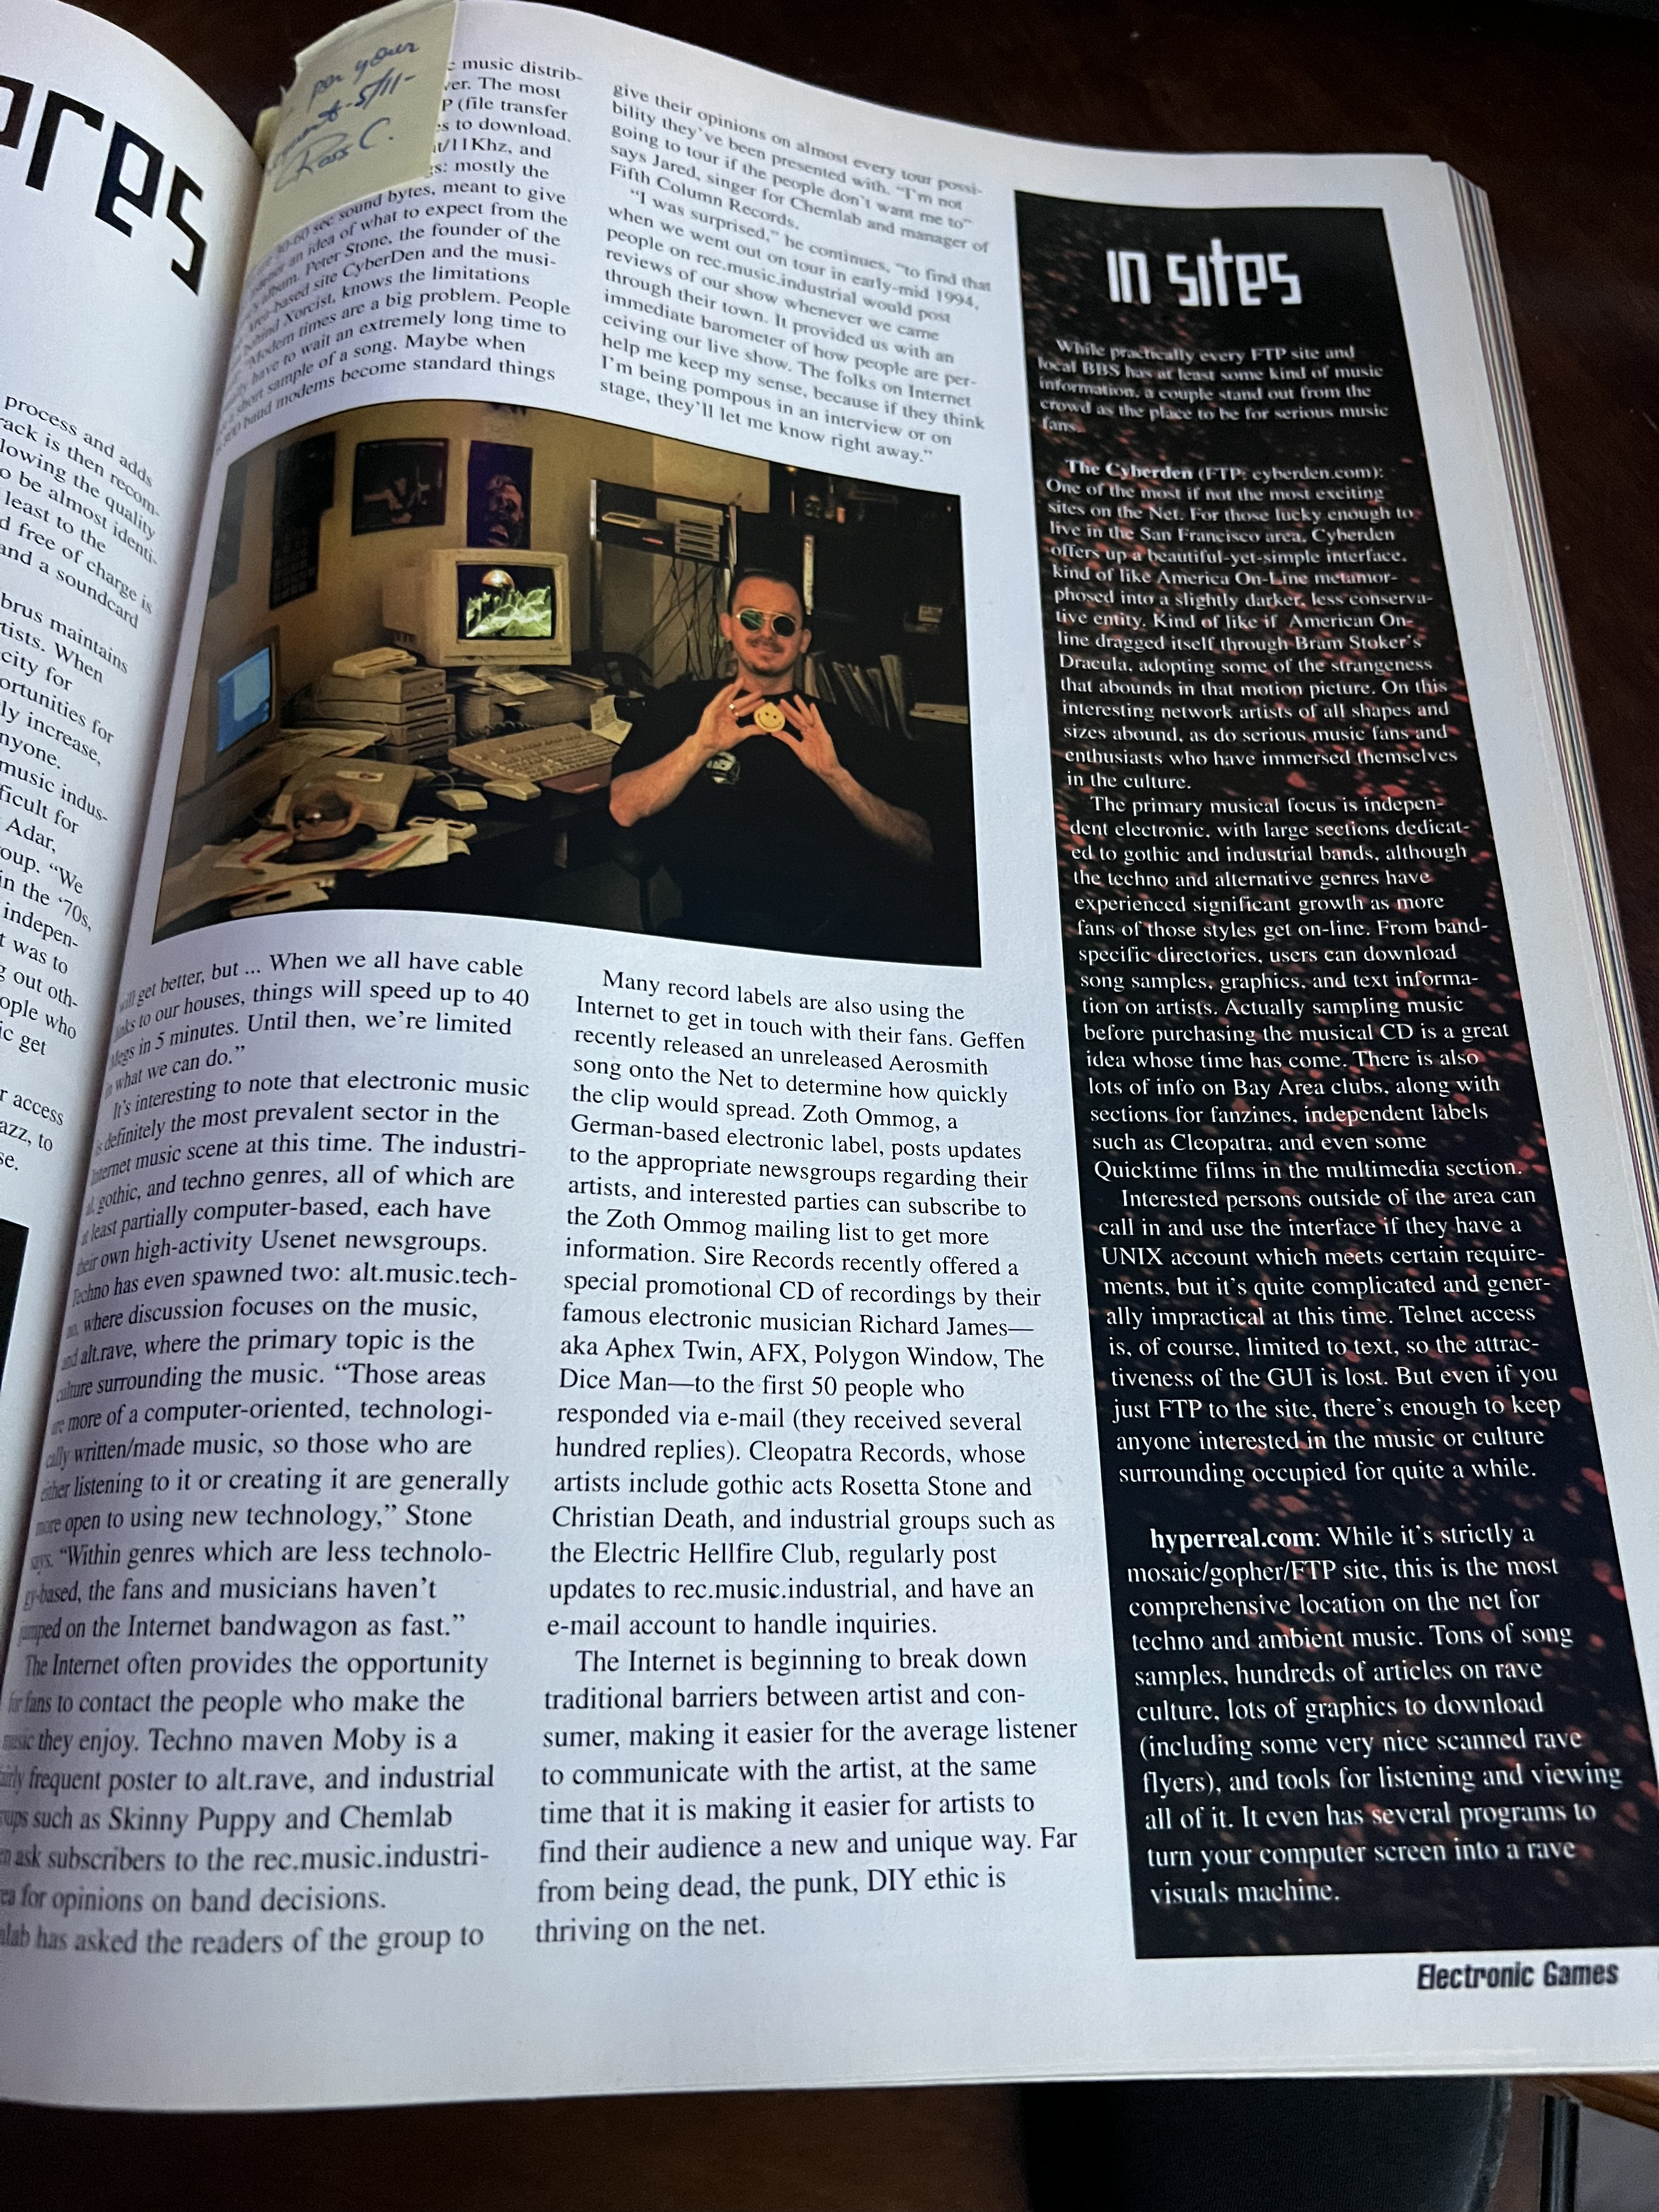 ores
process and adds
rack is then recom-
lowing the quality
o be almost identi-
least to the
d free of charge is
and a soundcard
brus maintains
tists. When
city for
ortunities for
ly increase,
nyone.
music indus-
ficult for
Adar,
oup. “We
in the ‘70s,
indepen-
t was to
g out oth-
ople who
ic get
r access
azz, to
se.
per your
5/11-
Ross C.
music distrib-
er. The most
P (file transfer
s to download.
it/11Khz, and
s: mostly the
sec sound bytes, meant to give
an idea of what to expect from the
album. Peter Stone, the founder of the
Area-based site CyberDen and the musi-
behind Xorcist, knows the limitations
“Modem times are a big problem. People
have to wait an extremely long time to
short sample of a song. Maybe when
baud modems become standard things
will get better, but ... When we all have cable
links to our houses, things will speed up to 40
Megs in 5 minutes. Until then, we’re limited
in what we can do.”
It’s interesting to note that electronic music
is definitely the most prevalent sector in the
Internet music scene at this time. The industri-
al, gothic, and techno genres, all of which are
at least partially computer-based, each have
their own high-activity Usenet newsgroups.
Techno has even spawned two: alt.music.tech-
no, where discussion focuses on the music,
and alt.rave, where the primary topic is the
culture surrounding the music. “Those areas
are more of a computer-oriented, technologi-
cally written/made music, so those who are
either listening to it or creating it are generally
more open to using new technology,” Stone
says. “Within genres which are less technolo-
gy-based, the fans and musicians haven’t
jumped on the Internet bandwagon as fast.”
The Internet often provides the opportunity
for fans to contact the people who make the
music they enjoy. Techno maven Moby is a
fairly frequent poster to alt.rave, and industrial
groups such as Skinny Puppy and Chemlab
ask subscribers to the rec.music.industri-
for opinions on band decisions.
has asked the readers of the group to
give their opinions on almost every tour possi-
bility they’ve been presented with. “I’m not
going to tour if the people don’t want me to”
says Jared, singer for Chemlab and manager of
Fifth Column Records.
“I was surprised,” he continues, “to find that
when we went out on tour in early-mid 1994,
people on rec.music.industrial would post
reviews of our show whenever we came
through their town. It provided us with an
immediate barometer of how people are per-
ceiving our live show. The folks on Internet
help me keep my sense, because if they think
I’m being pompous in an interview or on
stage, they’ll let me know right away.”
Many record labels are also using the
Internet to get in touch with their fans. Geffen
recently released an unreleased Aerosmith
song onto the Net to determine how quickly
the clip would spread. Zoth Ommog, a
German-based electronic label, posts updates
to the appropriate newsgroups regarding their
artists, and interested parties can subscribe to
the Zoth Ommog mailing list to get more
information. Sire Records recently offered a
special promotional CD of recordings by their
famous electronic musician Richard James—
aka Aphex Twin, AFX, Polygon Window, The
Dice Man—to the first 50 people who
responded via e-mail (they received several
hundred replies). Cleopatra Records, whose
artists include gothic acts Rosetta Stone and
Christian Death, and industrial groups such as
the Electric Hellfire Club, regularly post
updates to rec.music.industrial, and have an
e-mail account to handle inquiries.
The Internet is beginning to break down
traditional barriers between artist and con-
sumer, making it easier for the average listener
to communicate with the artist, at the same
time that it is making it easier for artists to
find their audience a new and unique way. Far
from being dead, the punk, DIY ethic is
thriving on the net.
in sites
While practically every FTP site and
local BBS has at least some kind of music
information, a couple stand out from the
crowd as the place to be for serious music
fans.
The Cyberden (FTP: cyberden.com):
One of the most if not the most exciting
sites on the Net. For those lucky enough to
live in the San Francisco area, Cyberden
offers up a beautiful-yet-simple interface,
kind of like America On-Line metamor-
phosed into a slightly darker, less conserva-
tive entity. Kind of like if American On-
line dragged itself through Bram Stoker’s
Dracula, adopting some of the strangeness
that abounds in that motion picture. On this
interesting network artists of all shapes and
sizes abound, as do serious music fans and
enthusiasts who have immersed themselves
in the culture.
The primary musical focus is indepen-
dent electronic, with large sections dedicat-
ed to gothic and industrial bands, although
the techno and alternative genres have
experienced significant growth as more
fans of those styles get on-line. From band-
specific directories, users can download
song samples, graphics, and text informa-
tion on artists. Actually sampling music
before purchasing the musical CD is a great
idea whose time has come. There is also
lots of info on Bay Area clubs, along with
sections for fanzines, independent labels
such as Cleopatra, and even some
Quicktime films in the multimedia section.
Interested persons outside of the area can
call in and use the interface if they have a
UNIX account which meets certain require-
ments, but it’s quite complicated and gener-
ally impractical at this time. Telnet access
is, of course, limited to text, so the attrac-
tiveness of the GUI is lost. But even if you
just FTP to the site, there’s enough to keep
anyone interested in the music or culture
surrounding occupied for quite a while.
hyperreal.com: While it’s strictly a
mosaic/gopher/FTP site, this is the most
comprehensive location on the net for
techno and ambient music. Tons of song
samples, hundreds of articles on rave
culture, lots of graphics to download
(including some very nice scanned rave
flyers), and tools for listening and viewing
all of it. It even has several programs to
turn your computer screen into a rave
visuals machine.
Electronic Games